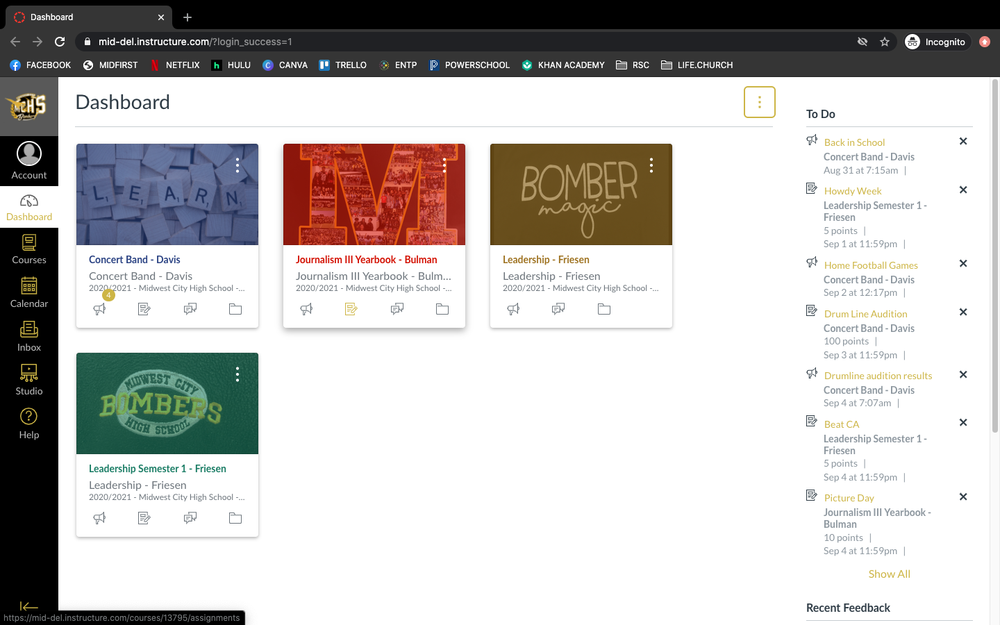 Dashboard
mid-del.instructure.com/?login_success=1
Incognito
FACEBOOK
MIDFIRST
NETFLIX
HULU
CANVA
TRELLO
ENTP
POWERSCHOOL
KHAN ACADEMY
RSC
LIFE.CHURCH
MCHS
Account
Dashboard
Courses
Calendar
Inbox
Studio
Help
Dashboard
LEARN
Concert Band - Davis
Concert Band - Davis
2020/2021 - Midwest City High School -...
4
M
Journalism III Yearbook - Bulman
Journalism III Yearbook - Bulm...
2020/2021 - Midwest City High School -...
BOMBER
magic
Leadership - Friesen
Leadership - Friesen
2020/2021 - Midwest City High School -...
MIDWEST CITY
BOMBERS
HIGH SCHOOL
Leadership Semester 1 - Friesen
Leadership - Friesen
2020/2021 - Midwest City High School -...
To Do
Back in School
Concert Band - Davis
Aug 31 at 7:15am |
Howdy Week
Leadership Semester 1 -
Friesen
5 points |
Sep 1 at 11:59pm |
Home Football Games
Concert Band - Davis
Sep 2 at 12:17pm |
Drum Line Audition
Concert Band - Davis
100 points |
Sep 3 at 11:59pm |
Drumline audition results
Concert Band - Davis
Sep 4 at 7:07am |
Beat CA
Leadership Semester 1 -
Friesen
5 points |
Sep 4 at 11:59pm |
Picture Day
Journalism III Yearbook -
Bulman
10 points |
Sep 4 at 11:59pm |
Show All
Recent Feedback
https://mid-del.instructure.com/courses/13795/assignments